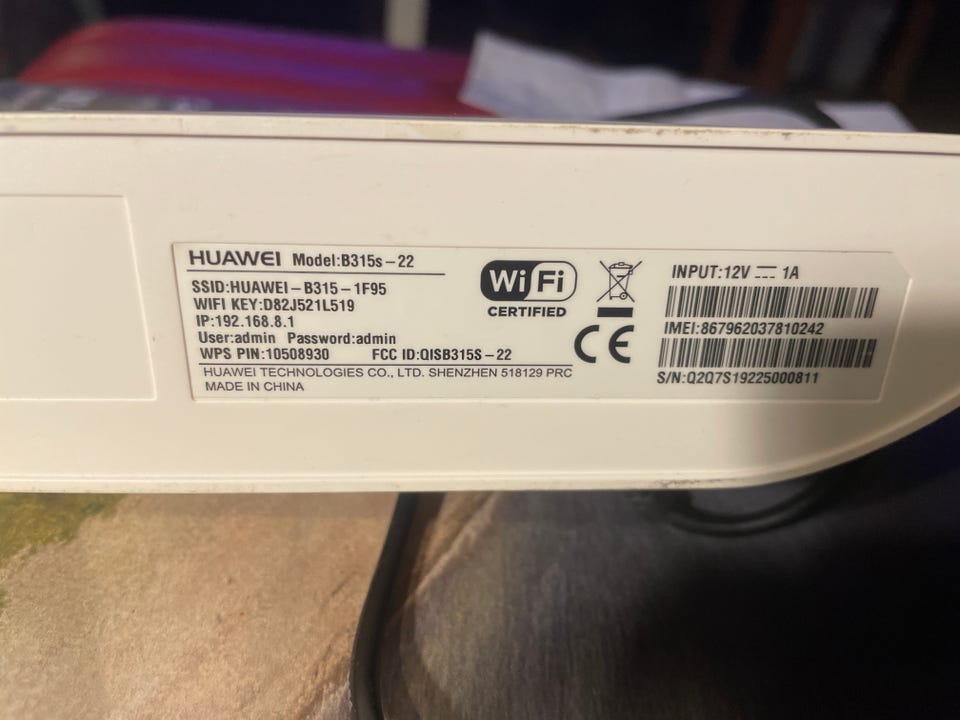 HUAWEI Model:B315s-22
SSID:HUAWEI-B315-1F95
WIFI KEY:D82J521L519
IP:192.168.8.1
User:admin Password:admin
WPS PIN:10508930 FCC ID:QISB315S-22
HUAWEI TECHNOLOGIES CO., LTD. SHENZHEN 518129 PRC
MADE IN CHINA
Wi Fi
CERTIFIED
CE
INPUT:12V ⎓ 1A
IMEI:867962037810242
S/N:Q2Q7S19225000811